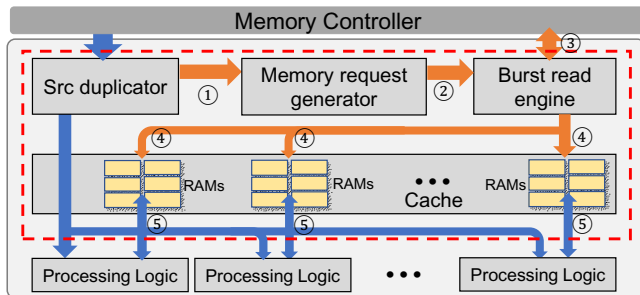 Memory Controller
③
Src duplicator
①
Memory request
generator
②
Burst read
engine
④
④
④
RAMs
RAMs
•••
RAMs
Cache
⑤
⑤
⑤
Processing Logic
Processing Logic
•••
Processing Logic